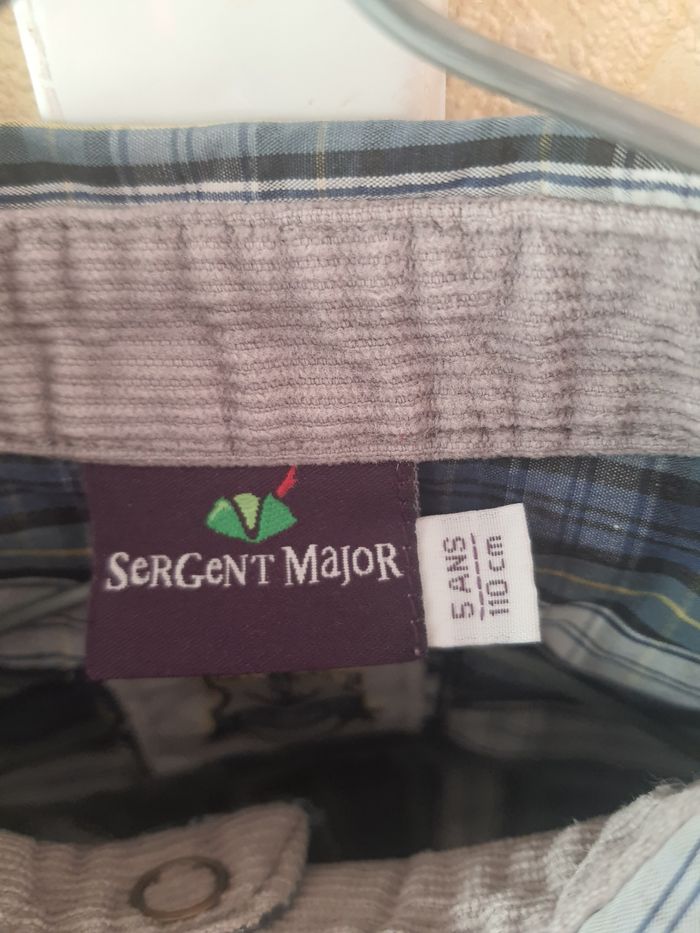 SerGeNT MaJoR
5 ANS
110 cm